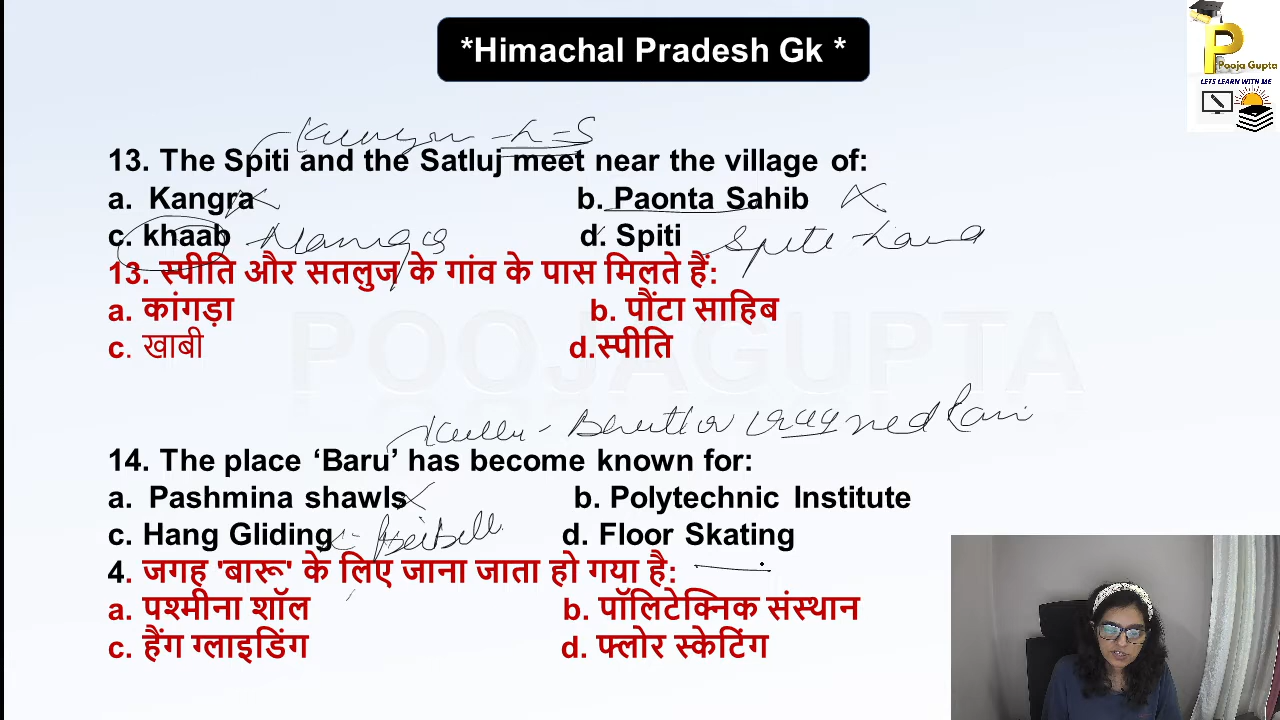 *Himachal Pradesh Gk *
Pooja Gupta
LETS LEARN WITH ME
13. The Spiti and the Satluj meet near the village of:
a. Kangra b. Paonta Sahib
c. khaab d. Spiti
13. स्पीति और सतलुज के गांव के पास मिलते हैं:
a. कांगड़ा b. पौंटा साहिब
c. खाबी d.स्पीति
POOJAGUPTA
Kullu -
14. The place ‘Baru’ has become known for:
a. Pashmina shawls b. Polytechnic Institute
c. Hang Gliding d. Floor Skating
4. जगह 'बारू' के लिए जाना जाता हो गया है:
a. पश्मीना शॉल b. पॉलिटेक्निक संस्थान
c. हैंग ग्लाइडिंग d. फ्लोर स्केटिंग